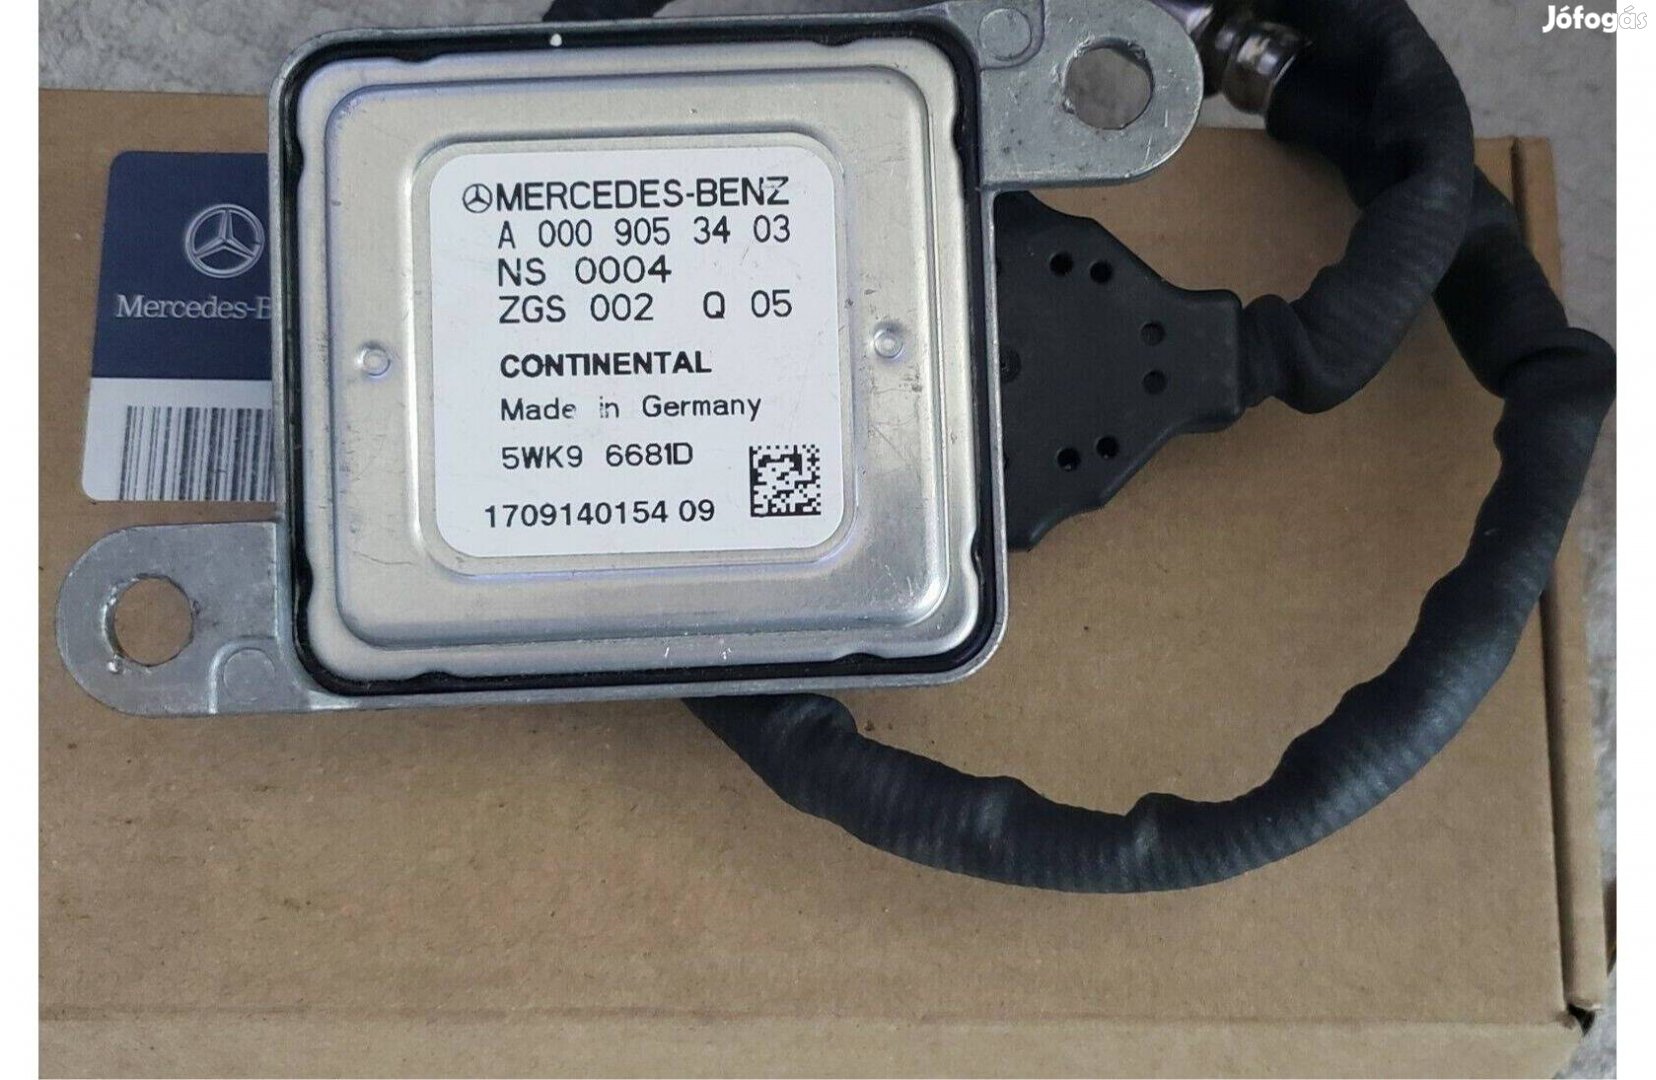 Jófogás
MERCEDES-BENZ
A 000 905 34 03
NS 0004
ZGS 002 Q 05
CONTINENTAL
Made in Germany
5WK9 6681D
1709140154 09
Mercedes-B